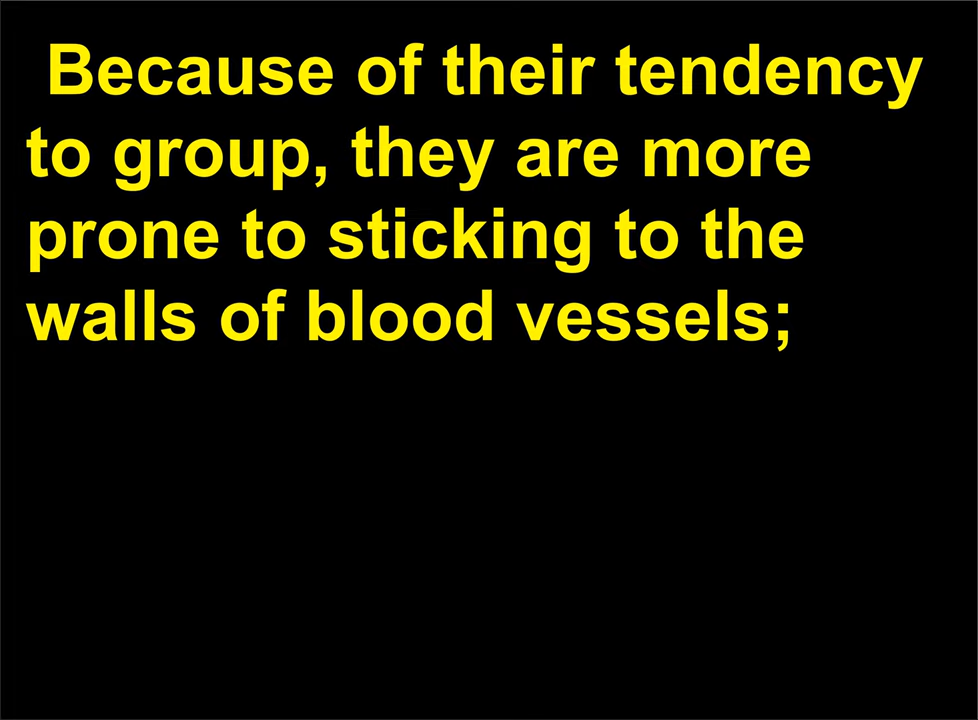 Because of their tendency
to group, they are more
prone to sticking to the
walls of blood vessels;